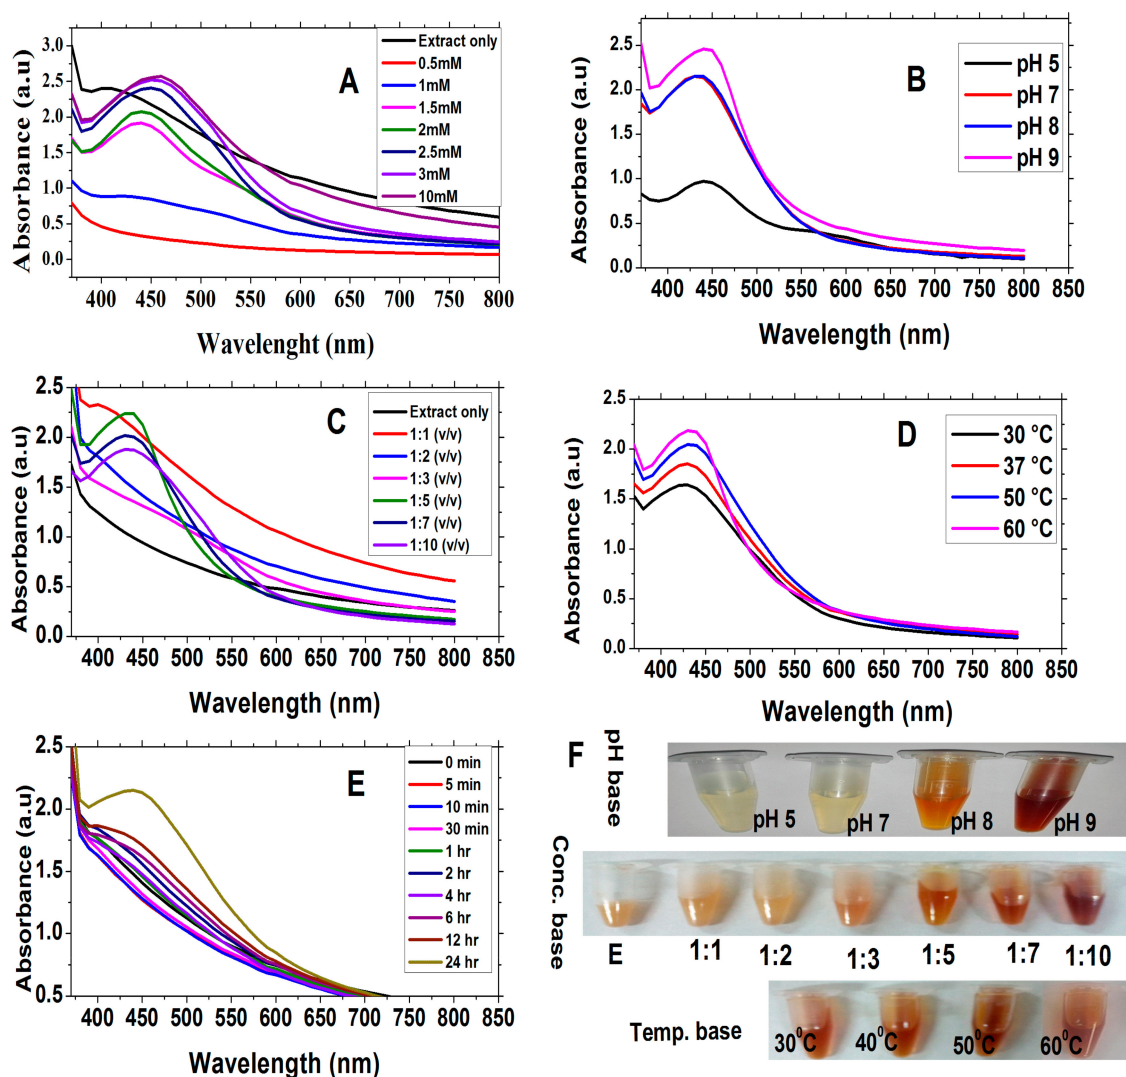 A
Absorbance (a.u)
3.0
2.5
2.0
1.5
1.0
0.5
0.0
400 450 500 550 600 650 700 750 800
Wavelenght (nm)
Extract only
0.5mM
1mM
1.5mM
2mM
2.5mM
3mM
10mM
B
Absorbance (a.u)
2.5
2.0
1.5
1.0
0.5
0.0
400 450 500 550 600 650 700 750 800 850
Wavelength (nm)
pH 5
pH 7
pH 8
pH 9
C
Absorbance (a.u)
2.5
2.0
1.5
1.0
0.5
0.0
400 450 500 550 600 650 700 750 800 850
Wavelength (nm)
Extract only
1:1 (v/v)
1:2 (v/v)
1:3 (v/v)
1:5 (v/v)
1:7 (v/v)
1:10 (v/v)
D
Absorbance (a.u)
2.5
2.0
1.5
1.0
0.5
0.0
400 450 500 550 600 650 700 750 800 850
Wavelength (nm)
30 °C
37 °C
50 °C
60 °C
E
Absorbance (a.u)
2.5
2.0
1.5
1.0
0.5
400 450 500 550 600 650 700 750 800 850
Wavelength (nm)
0 min
5 min
10 min
30 min
1 hr
2 hr
4 hr
6 hr
12 hr
24 hr
F
pH base
pH 5 pH 7 pH 8 pH 9
Conc. base
E 1:1 1:2 1:3 1:5 1:7 1:10
Temp. base
30⁰C 40⁰C 50⁰C 60⁰C